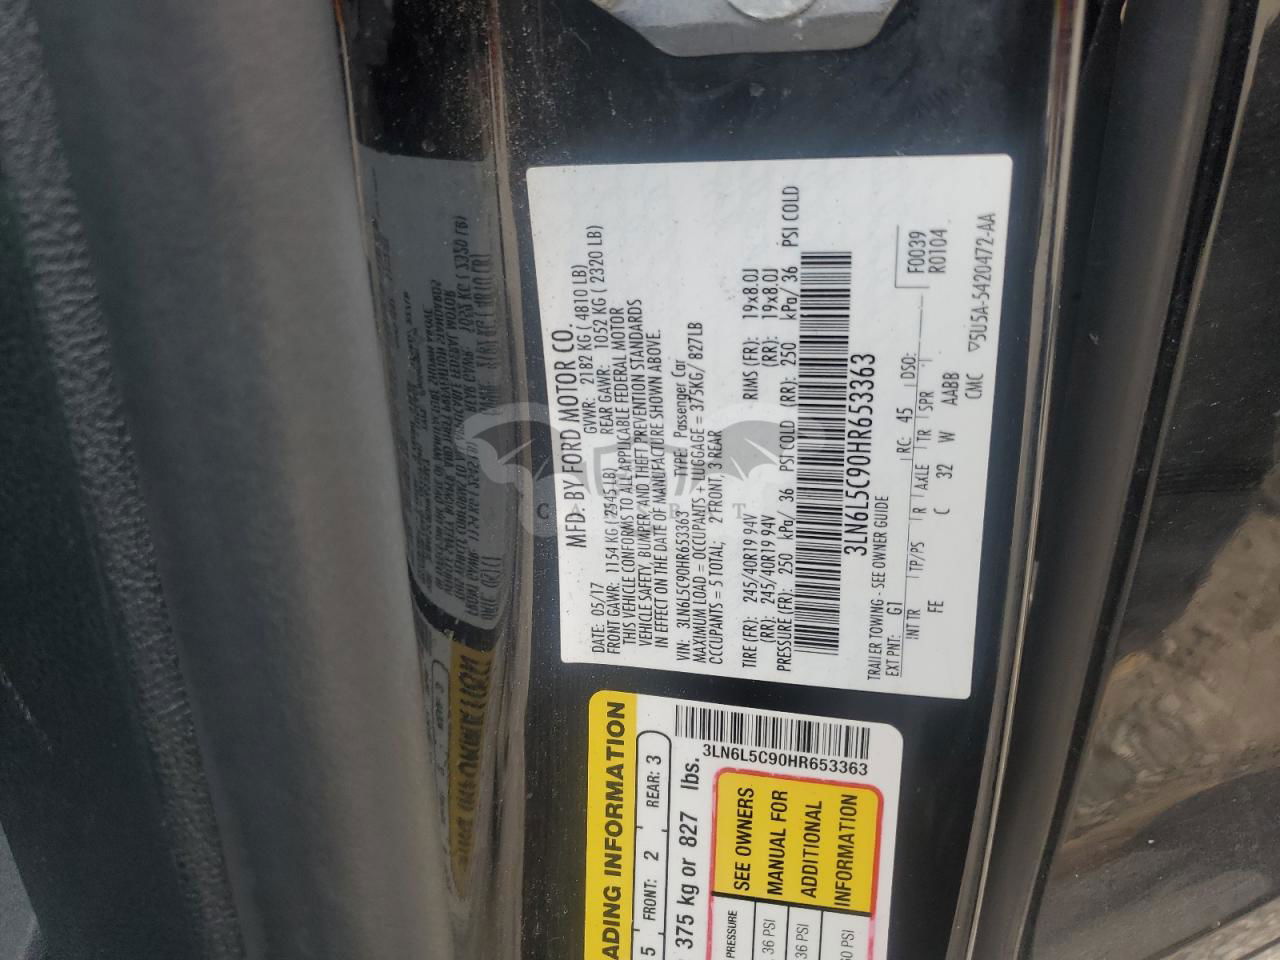 MFD. BY FORD MOTOR CO.
DATE: 05/17 GVWR: 2182 KG ( 4810 LB)
FRONT GAWR: 1154 KG ( 2545 LB) REAR GAWR: 1052 KG ( 2320 LB)
THIS VEHICLE CONFORMS TO ALL APPLICABLE FEDERAL MOTOR
VEHICLE SAFETY, BUMPER, AND THEFT PREVENTION STANDARDS
IN EFFECT ON THE DATE OF MANUFACTURE SHOWN ABOVE.
VIN: 3LN6L5C90HR653363 TYPE: Passenger Car
MAXIMUM LOAD = OCCUPANTS + LUGGAGE = 375KG/ 827LB
OCCUPANTS = 5 TOTAL; 2 FRONT, 3 REAR
TIRE (FR): 245/40R19 94V RIMS (FR): 19x8.0J
(RR): 245/40R19 94V (RR): 19x8.0J
PRESSURE (FR): 250 kPa/ 36 PSI COLD (RR): 250 kPa/ 36 PSI COLD
3LN6L5C90HR653363
TRAILER TOWING - SEE OWNER GUIDE
EXT PNT: G1 RC: 45 DSO: F0039
INT TR TP/PS R AXLE TR SPR R0104
FE C 32 W AABB
CMC ▽5U5A-5420472-AA
ADING INFORMATION
5 FRONT: 2 REAR: 3
375 kg or 827 lbs.
3LN6L5C90HR653363
PRESSURE
36 PSI
36 PSI
0 PSI
SEE OWNERS
MANUAL FOR
ADDITIONAL
INFORMATION